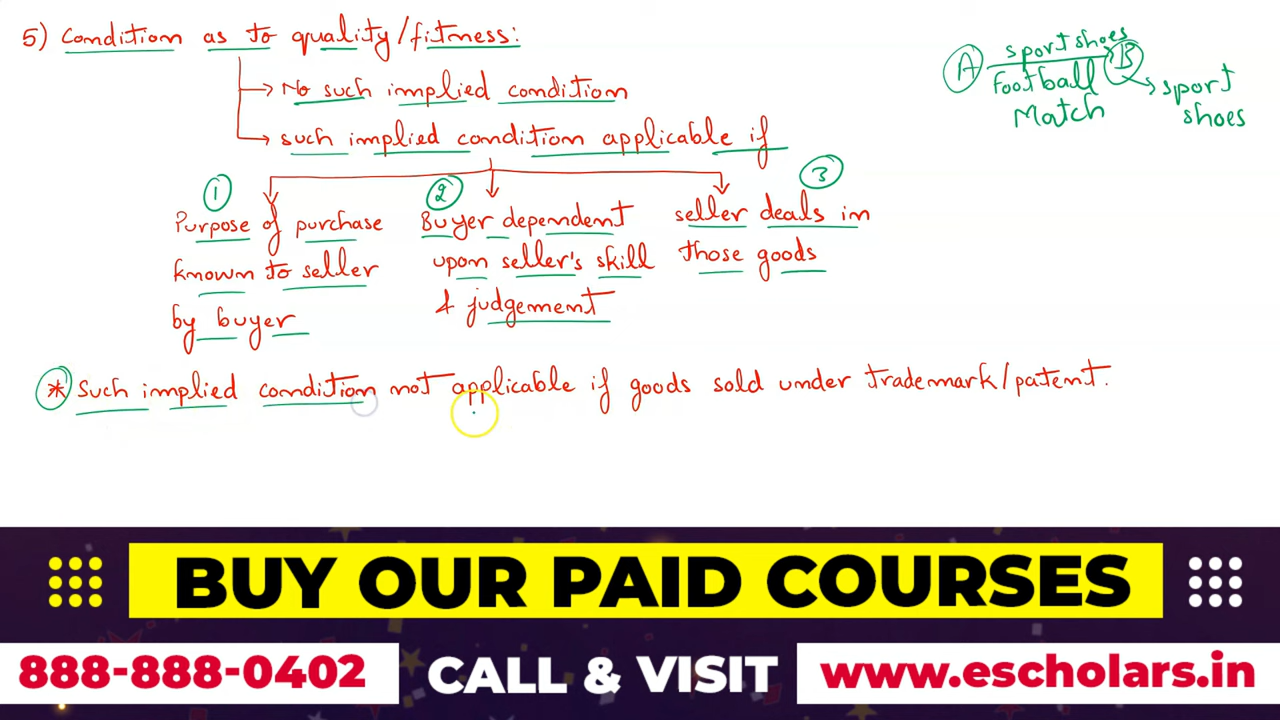 5) Condition as to quality/fitness:
No such implied condition
such implied condition applicable if
1
Purpose of purchase
known to seller
by buyer
2
Buyer dependent
upon seller's skill
& judgement
3
seller deals in
those goods
* Such implied condition not applicable if goods sold under trademark/patent.
A sport shoes B
Football
Match
sport
shoes
BUY OUR PAID COURSES
888-888-0402 CALL & VISIT www.escholars.in